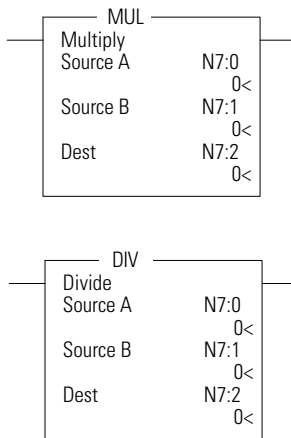 MUL
Multiply
Source A N7:0
0<
Source B N7:1
0<
Dest N7:2
0<
DIV
Divide
Source A N7:0
0<
Source B N7:1
0<
Dest N7:2
0<